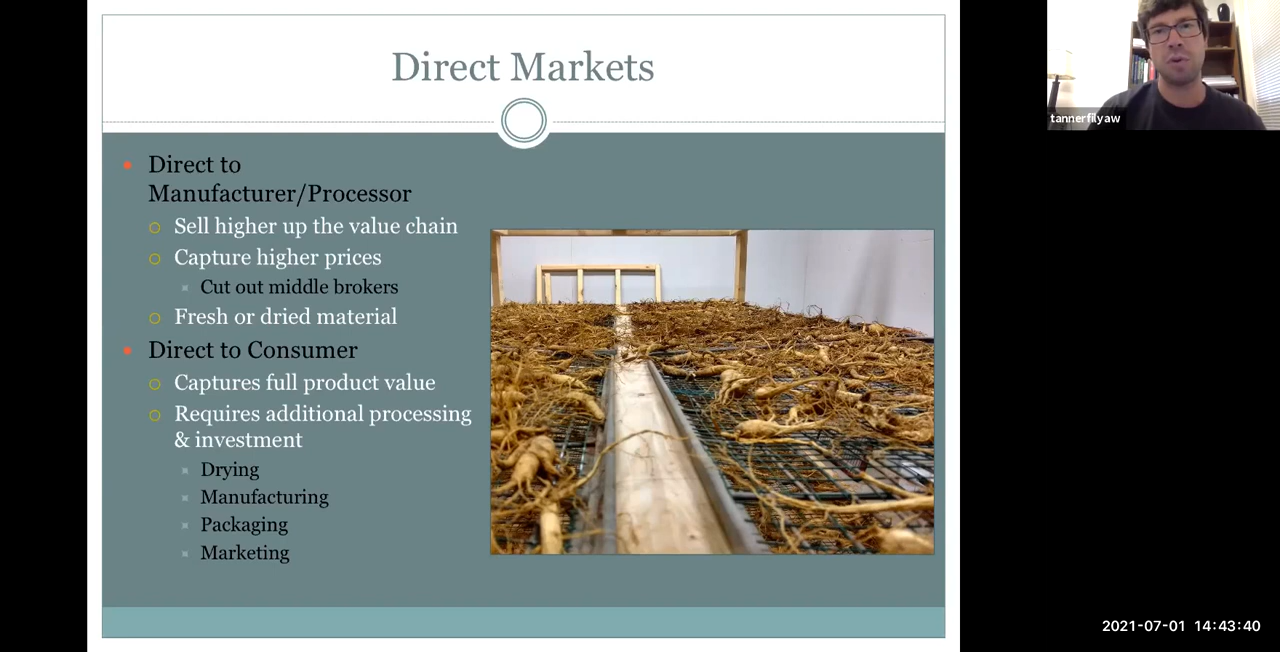 Direct Markets
Direct to
Manufacturer/Processor
Sell higher up the value chain
Capture higher prices
Cut out middle brokers
Fresh or dried material
Direct to Consumer
Captures full product value
Requires additional processing
& investment
Drying
Manufacturing
Packaging
Marketing
tannerfilyaw
2021-07-01 14:43:40